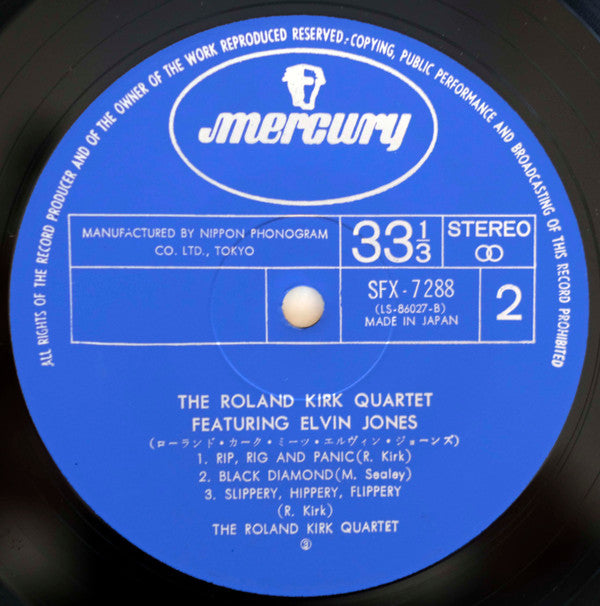 ALL RIGHTS OF THE RECORD PRODUCER AND OF THE OWNER OF THE WORK REPRODUCED RESERVED. COPYING, PUBLIC PERFORMANCE AND BROADCASTING OF THIS RECORD PROHIBITED
mercury
MANUFACTURED BY NIPPON PHONOGRAM
CO. LTD., TOKYO
33 1/3
STEREO
SFX-7288
(LS-86027-B)
MADE IN JAPAN
2
THE ROLAND KIRK QUARTET
FEATURING ELVIN JONES
(ローランド・カーク・ミーツ・エルヴィン・ジョーンズ)
1. RIP, RIG AND PANIC(R. Kirk)
2. BLACK DIAMOND(M. Sealey)
3. SLIPPERY, HIPPERY, FLIPPERY
(R. Kirk)
THE ROLAND KIRK QUARTET